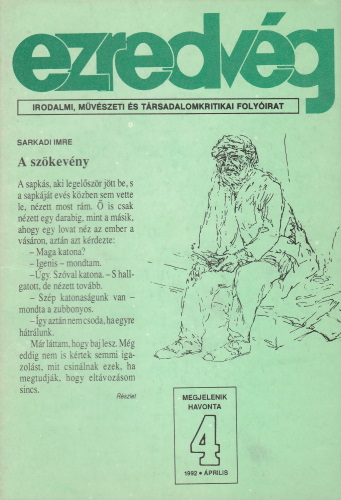 ezredvég
IRODALMI, MŰVÉSZETI ÉS TÁRSADALOMKRITIKAI FOLYÓIRAT
SARKADI IMRE
A szökevény
A sapkás, aki legelőször jött be, s
a sapkáját evés közben sem vette
le, nézett most rám. Ő is csak
nézett egy darabig, mint a másik,
ahogy egy lovat néz az ember a
vásáron, aztán azt kérdezte:
– Maga katona?
– Igenis – mondtam.
– Úgy. Szóval katona. – S hall-
gatott, de nézett tovább.
– Szép katonaságunk van –
mondta a zubbonyos.
– Így aztán nem csoda, ha egyre
hátrálunk.
Már láttam, hogy baj lesz. Még
eddig nem is kértek semmi iga-
zolást, mit csinálnak ezek, ha
megtudják, hogy eltávozásom
sincs.
Részlet
MEGJELENIK
HAVONTA
4
1992 • ÁPRILIS